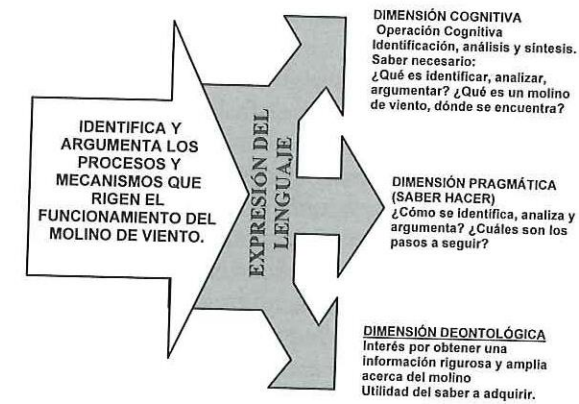 IDENTIFICA Y
ARGUMENTA LOS
PROCESOS Y
MECANISMOS QUE
RIGEN EL
FUNCIONAMIENTO DEL
MOLINO DE VIENTO.
EXPRESIÓN DEL
LENGUAJE
DIMENSIÓN COGNITIVA
Operación Cognitiva
Identificación, análisis y síntesis.
Saber necesario:
¿Qué es identificar, analizar,
argumentar? ¿Qué es un molino
de viento, dónde se encuentra?
DIMENSIÓN PRAGMÁTICA
(SABER HACER)
¿Cómo se identifica, analiza y
argumenta? ¿Cuáles son los
pasos a seguir?
DIMENSIÓN DEONTOLÓGICA
Interés por obtener una
información rigurosa y amplia
acerca del molino
Utilidad del saber a adquirir.